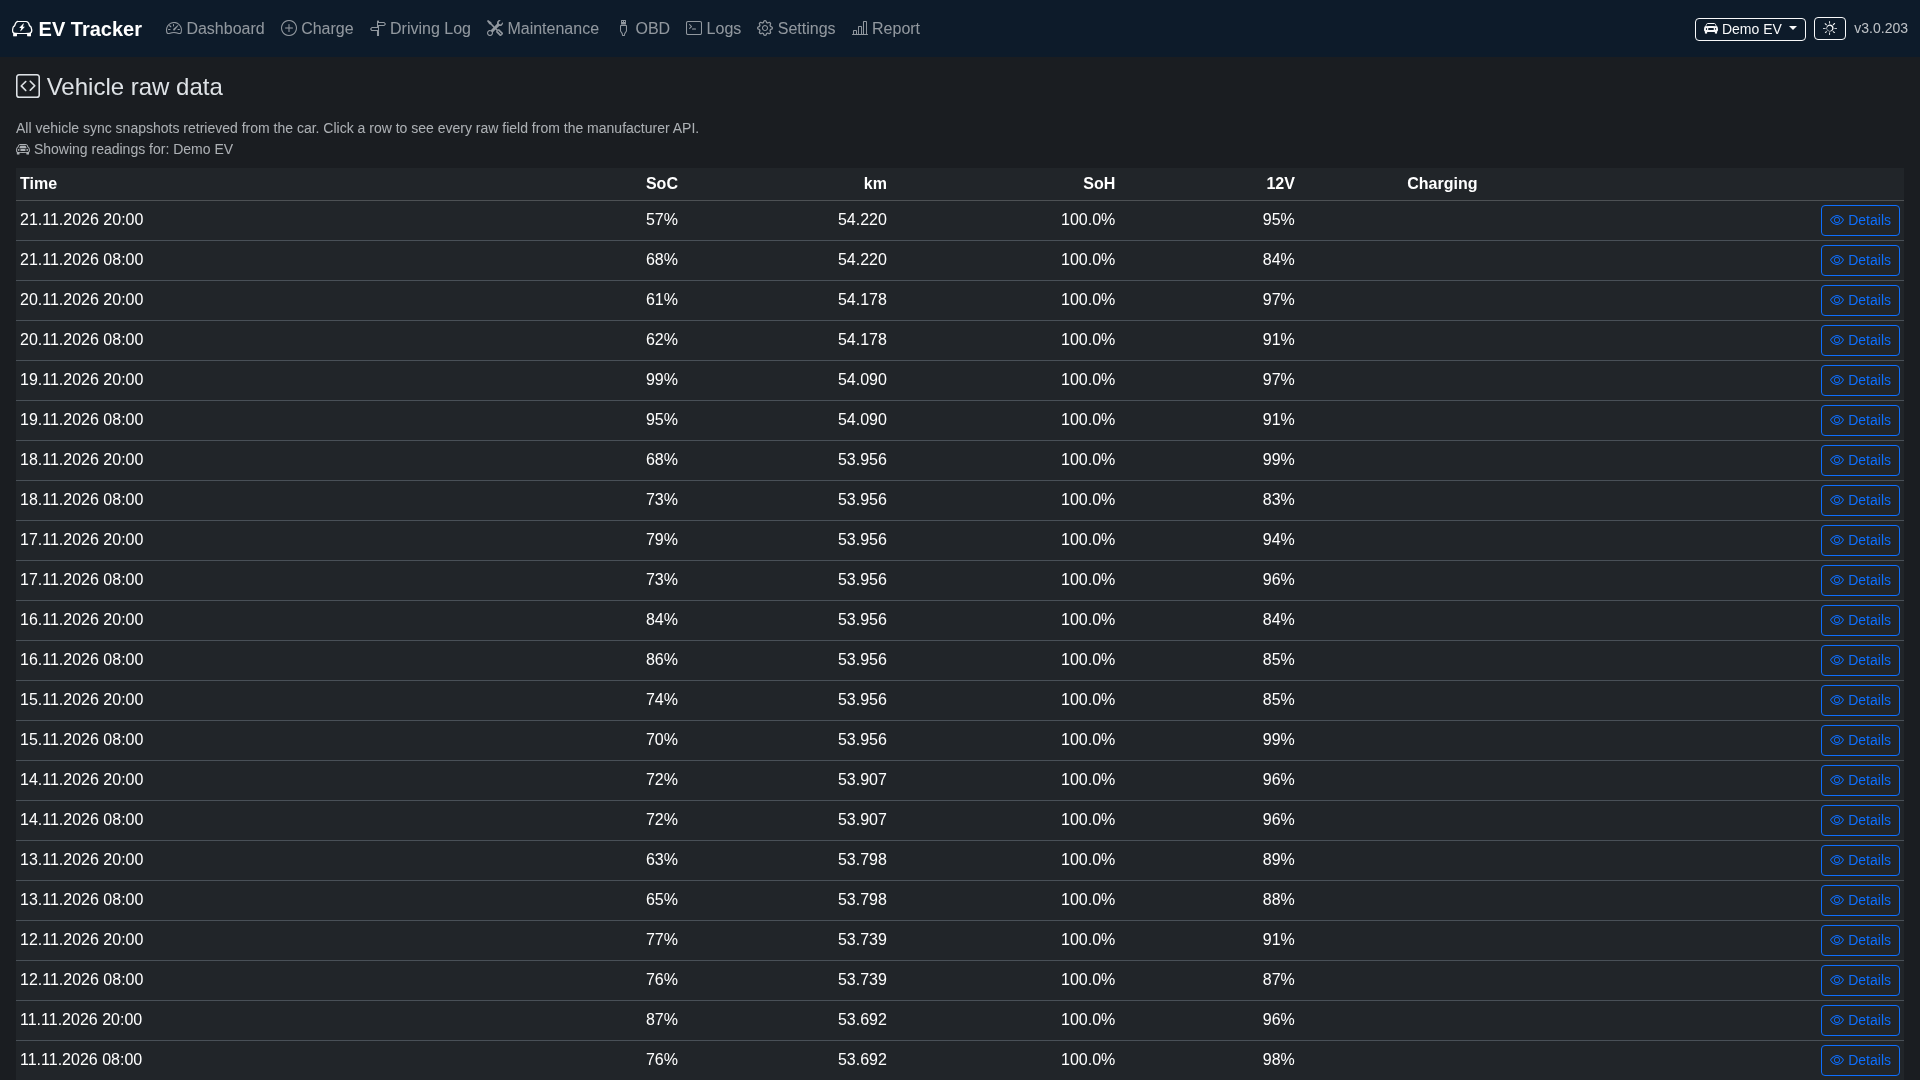 EV Tracker Dashboard Charge Driving Log Maintenance OBD Logs Settings Report Demo EV v3.0.203
Vehicle raw data
All vehicle sync snapshots retrieved from the car. Click a row to see every raw field from the manufacturer API.
Showing readings for: Demo EV
Time SoC km SoH 12V Charging
21.11.2026 20:00 57% 54.220 100.0% 95% Details
21.11.2026 08:00 68% 54.220 100.0% 84% Details
20.11.2026 20:00 61% 54.178 100.0% 97% Details
20.11.2026 08:00 62% 54.178 100.0% 91% Details
19.11.2026 20:00 99% 54.090 100.0% 97% Details
19.11.2026 08:00 95% 54.090 100.0% 91% Details
18.11.2026 20:00 68% 53.956 100.0% 99% Details
18.11.2026 08:00 73% 53.956 100.0% 83% Details
17.11.2026 20:00 79% 53.956 100.0% 94% Details
17.11.2026 08:00 73% 53.956 100.0% 96% Details
16.11.2026 20:00 84% 53.956 100.0% 84% Details
16.11.2026 08:00 86% 53.956 100.0% 85% Details
15.11.2026 20:00 74% 53.956 100.0% 85% Details
15.11.2026 08:00 70% 53.956 100.0% 99% Details
14.11.2026 20:00 72% 53.907 100.0% 96% Details
14.11.2026 08:00 72% 53.907 100.0% 96% Details
13.11.2026 20:00 63% 53.798 100.0% 89% Details
13.11.2026 08:00 65% 53.798 100.0% 88% Details
12.11.2026 20:00 77% 53.739 100.0% 91% Details
12.11.2026 08:00 76% 53.739 100.0% 87% Details
11.11.2026 20:00 87% 53.692 100.0% 96% Details
11.11.2026 08:00 76% 53.692 100.0% 98% Details